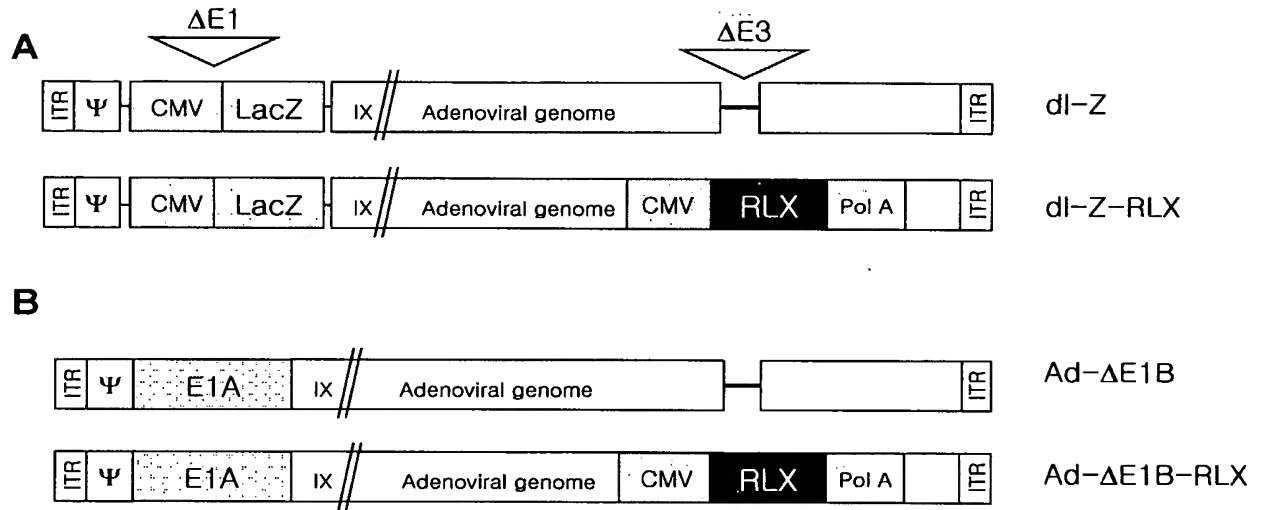 A
ΔE1
ΔE3
ITR Ψ CMV LacZ IX Adenoviral genome ITR dl-Z
ITR Ψ CMV LacZ IX Adenoviral genome CMV RLX Pol A ITR dl-Z-RLX
B
ITR Ψ E1A IX Adenoviral genome ITR Ad-ΔE1B
ITR Ψ E1A IX Adenoviral genome CMV RLX Pol A ITR Ad-ΔE1B-RLX